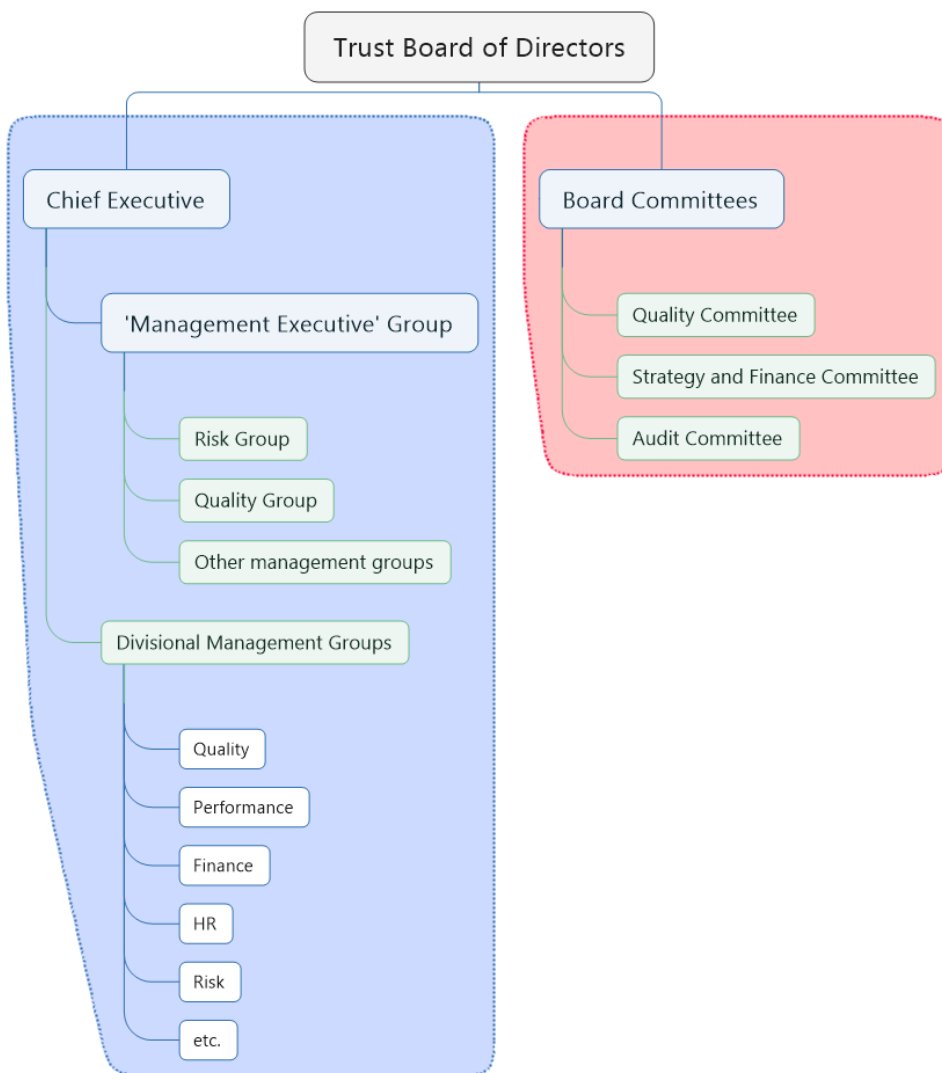 Trust Board of Directors
Chief Executive
'Management Executive' Group
Risk Group
Quality Group
Other management groups
Divisional Management Groups
Quality
Performance
Finance
HR
Risk
etc.
Board Committees
Quality Committee
Strategy and Finance Committee
Audit Committee